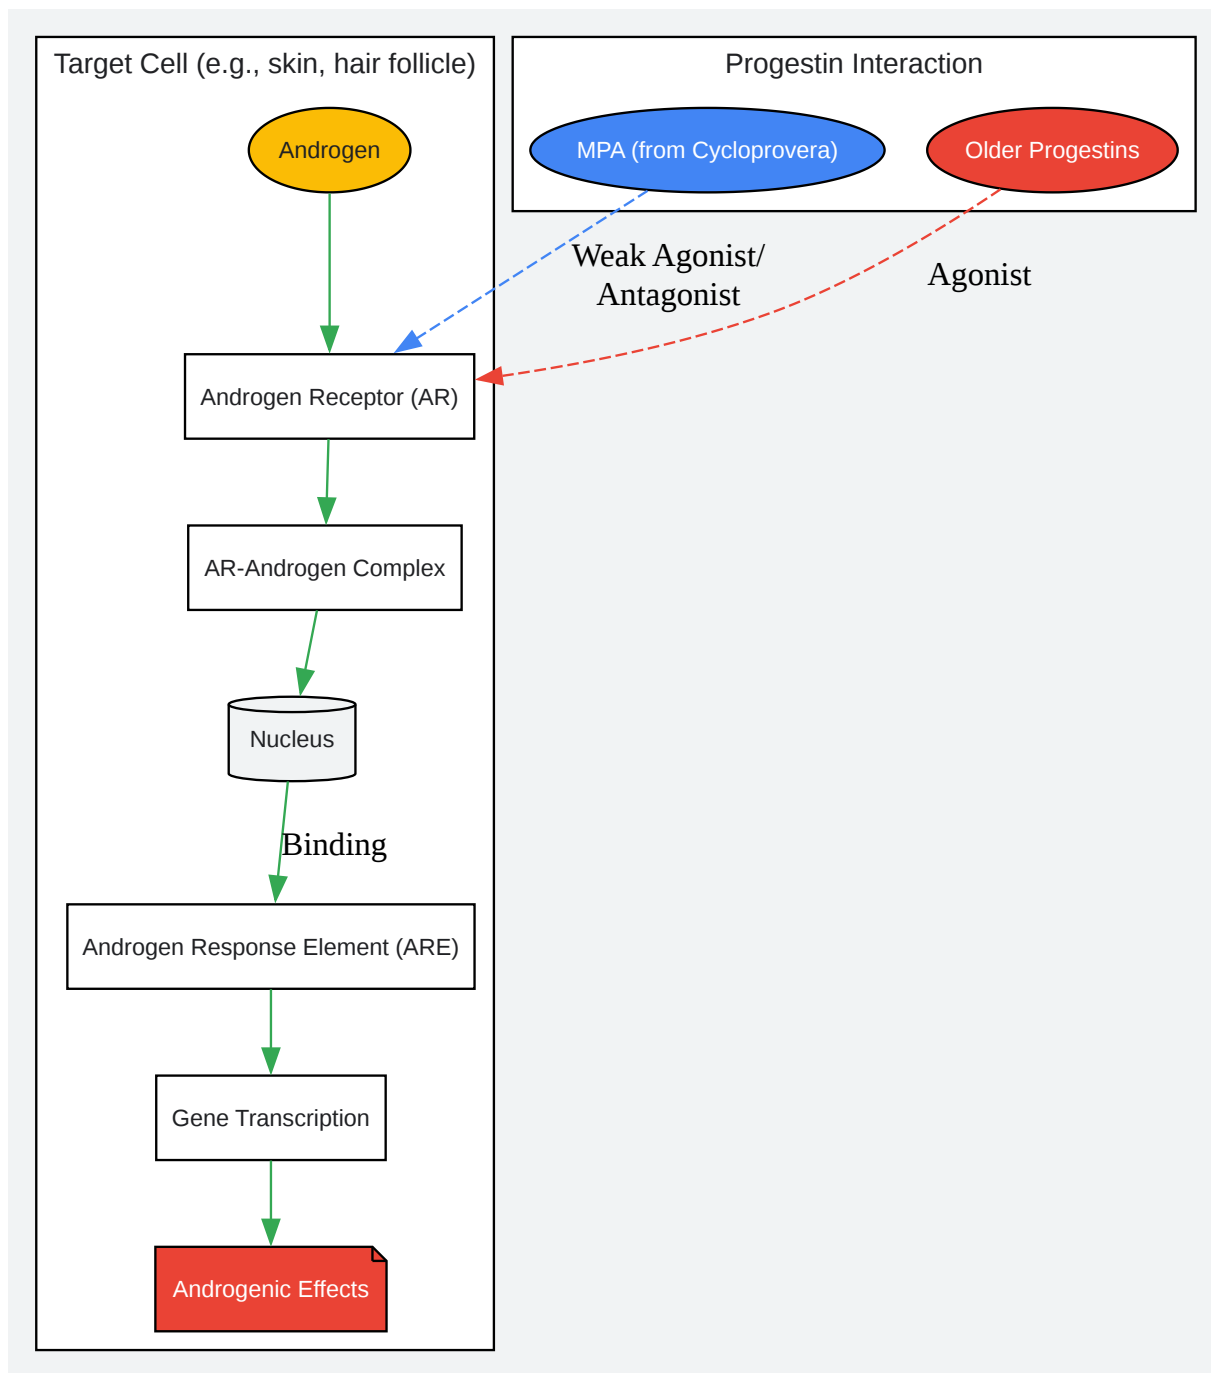 Target Cell (e.g., skin, hair follicle)
Progestin Interaction
Androgen
MPA (from Cycloprovera)
Older Progestins
Weak Agonist/
Antagonist
Agonist
Androgen Receptor (AR)
AR-Androgen Complex
Nucleus
Binding
Androgen Response Element (ARE)
Gene Transcription
Androgenic Effects